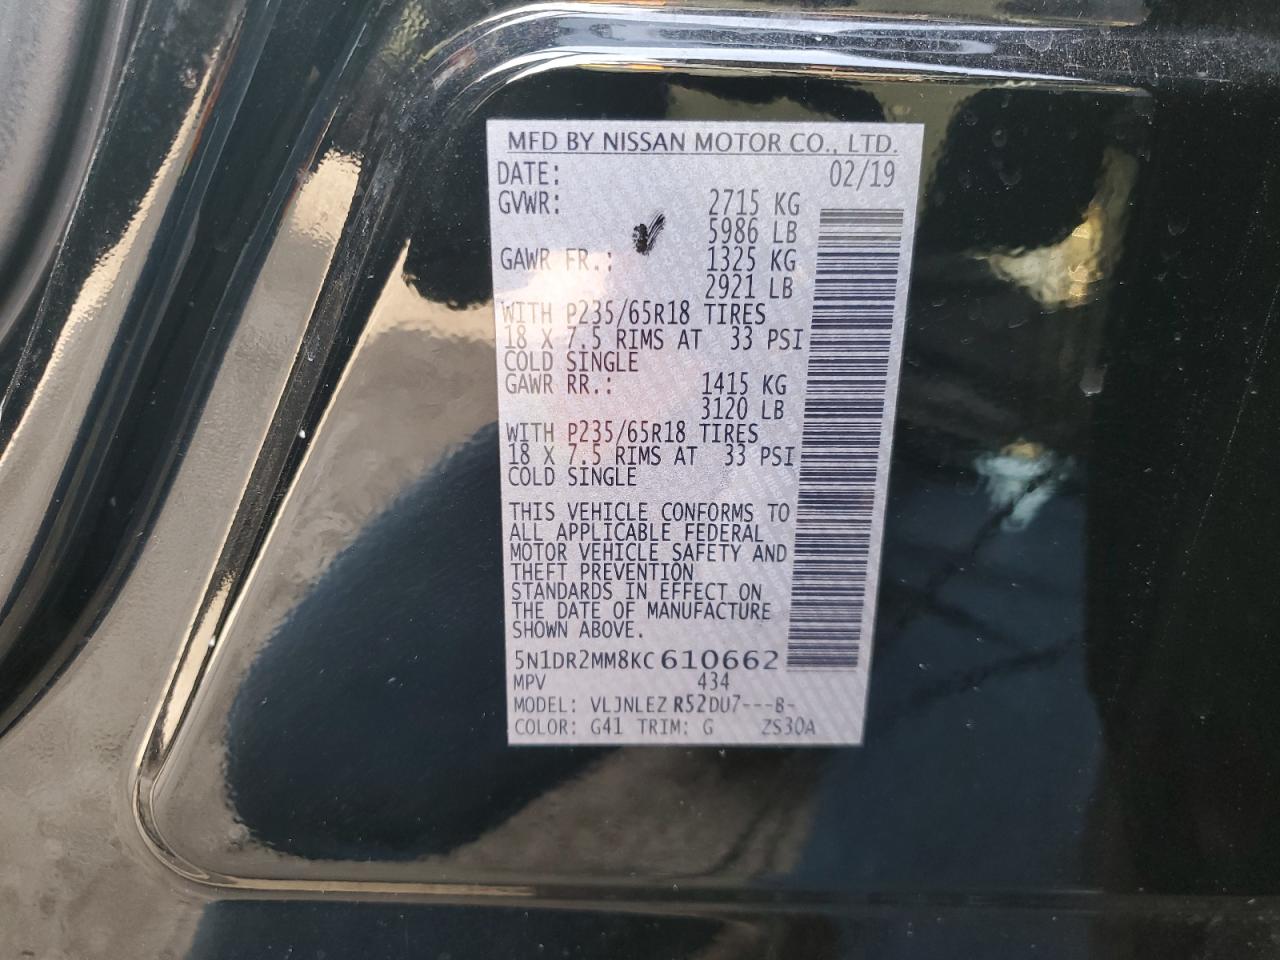 MFD BY NISSAN MOTOR CO., LTD.
DATE: 02/19
GVWR: 2715 KG
5986 LB
GAWR FR.: 1325 KG
2921 LB
WITH P235/65R18 TIRES
18 X 7.5 RIMS AT 33 PSI
COLD SINGLE
GAWR RR.: 1415 KG
3120 LB
WITH P235/65R18 TIRES
18 X 7.5 RIMS AT 33 PSI
COLD SINGLE
THIS VEHICLE CONFORMS TO
ALL APPLICABLE FEDERAL
MOTOR VEHICLE SAFETY AND
THEFT PREVENTION
STANDARDS IN EFFECT ON
THE DATE OF MANUFACTURE
SHOWN ABOVE.
5N1DR2MM8KC610662
MPV 434
MODEL: VLJNLEZ R52DU7---B-
COLOR: G41 TRIM: G ZS30A